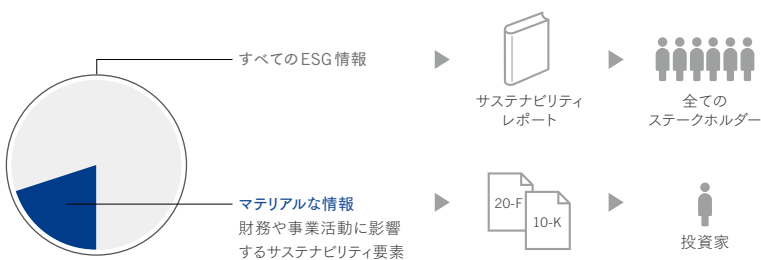 すべてのESG情報
サステナビリティ
レポート
全ての
ステークホルダー
マテリアルな情報
財務や事業活動に影響
するサステナビリティ要素
20-F
10-K
投資家